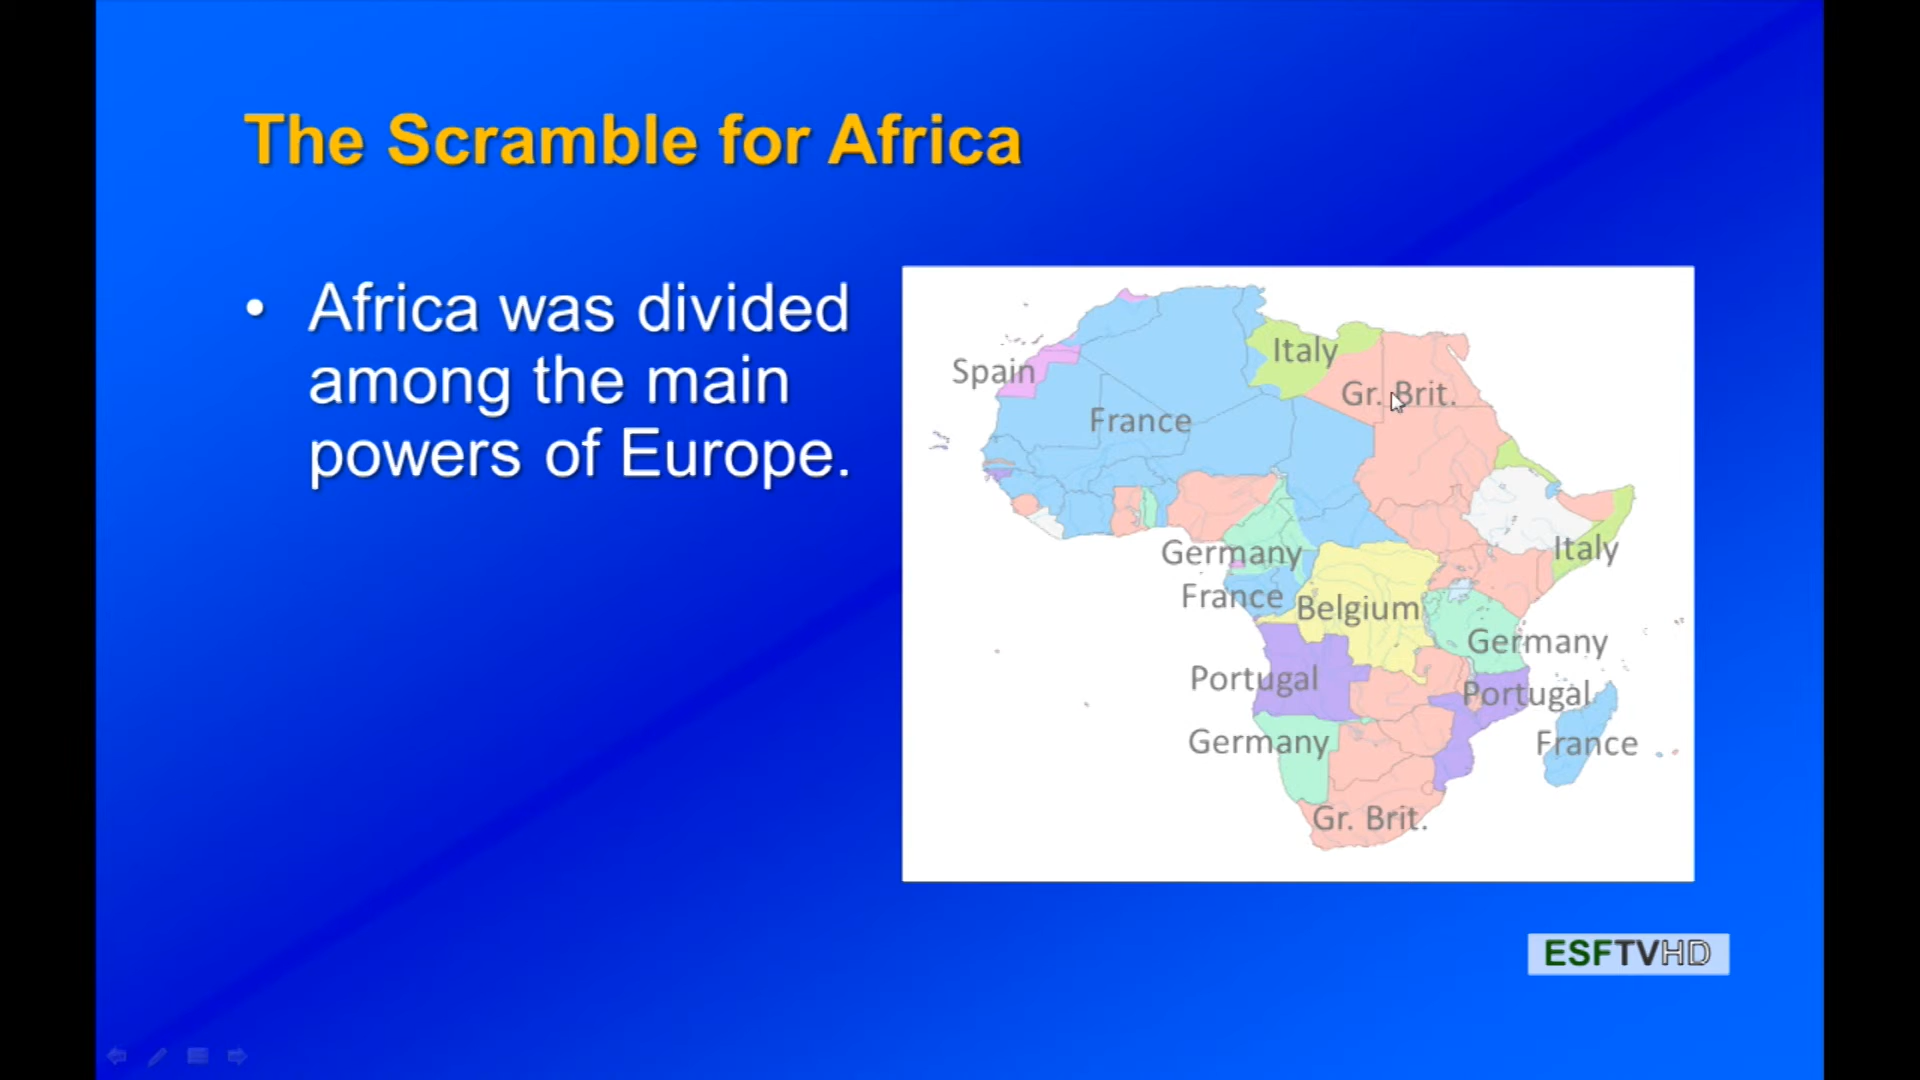 The Scramble for Africa
• Africa was divided
among the main
powers of Europe.
Italy
Spain
Gr. Brit.
France
Italy
Germany
France
Belgium
Germany
Portugal
Portugal
Germany
France
Gr. Brit.
ESFTVHD